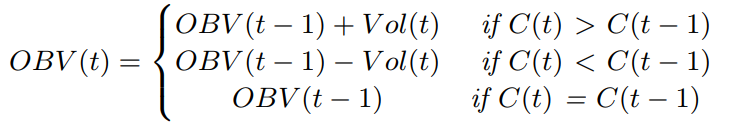 OBV(t − 1) + Vol(t) if C(t) > C(t − 1)
OBV(t) = { OBV(t − 1) − Vol(t) if C(t) < C(t − 1)
OBV(t − 1) if C(t) = C(t − 1)